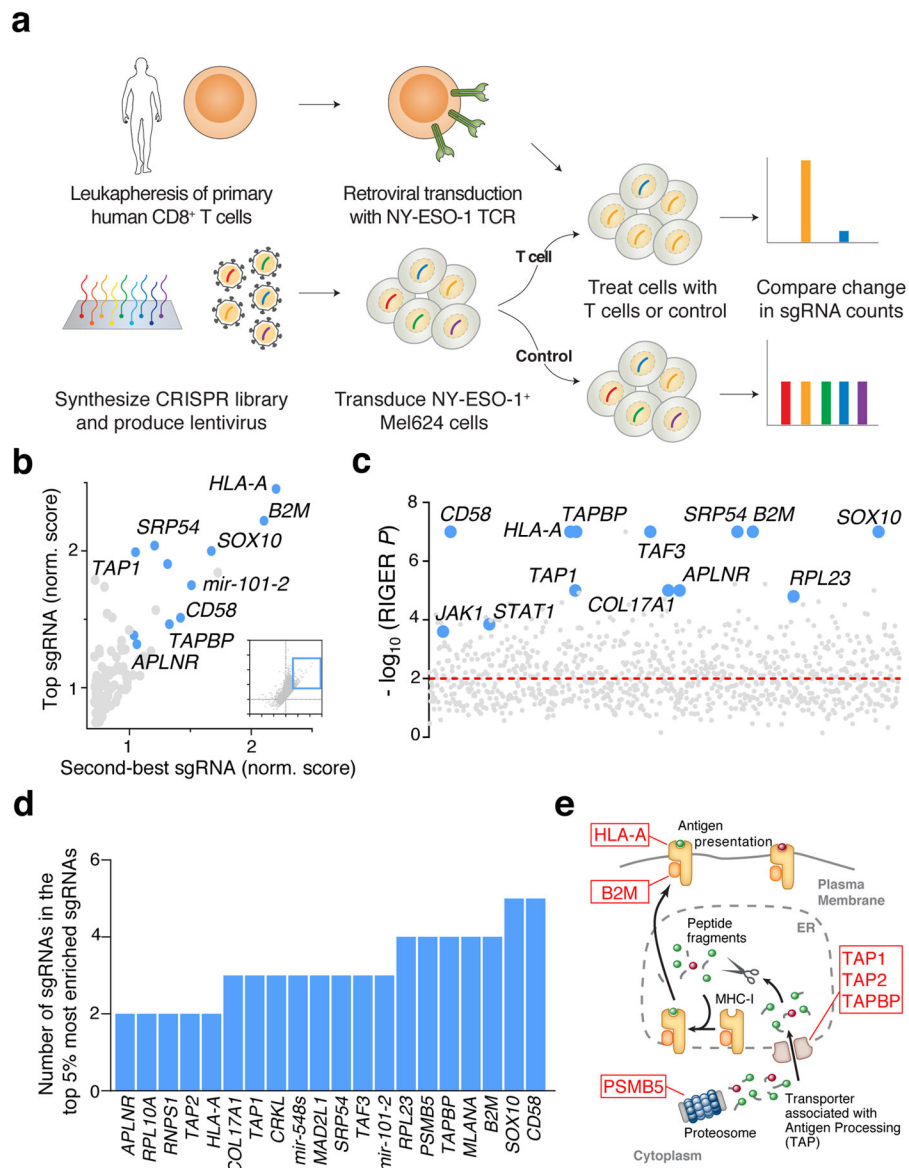 a
Leukapheresis of primary
human CD8⁺ T cells
Retroviral transduction
with NY-ESO-1 TCR
T cell
Treat cells with
T cells or control
Compare change
in sgRNA counts
Control
Synthesize CRISPR library
and produce lentivirus
Transduce NY-ESO-1⁺
Mel624 cells
b
Top sgRNA (norm. score)
2
1
HLA-A
B2M
SRP54
SOX10
TAP1
mir-101-2
CD58
TAPBP
APLNR
1
2
Second-best sgRNA (norm. score)
c
- log₁₀ (RIGER P)
8
6
4
2
0
CD58
TAPBP
SRP54
B2M
SOX10
HLA-A
TAF3
TAP1
APLNR
RPL23
COL17A1
JAK1
STAT1
d
Number of sgRNAs in the
top 5% most enriched sgRNAs
6
4
2
0
APLNR
RPL10A
RNPS1
TAP2
HLA-A
COL17A1
TAP1
CRKL
mir-548s
MAD2L1
SRP54
TAF3
mir-101-2
RPL23
PSMB5
TAPBP
MLANA
B2M
SOX10
CD58
e
HLA-A
Antigen
presentation
B2M
Plasma
Membrane
ER
Peptide
fragments
TAP1
TAP2
TAPBP
MHC-I
PSMB5
Proteosome
Transporter
associated with
Antigen Processing
(TAP)
Cytoplasm